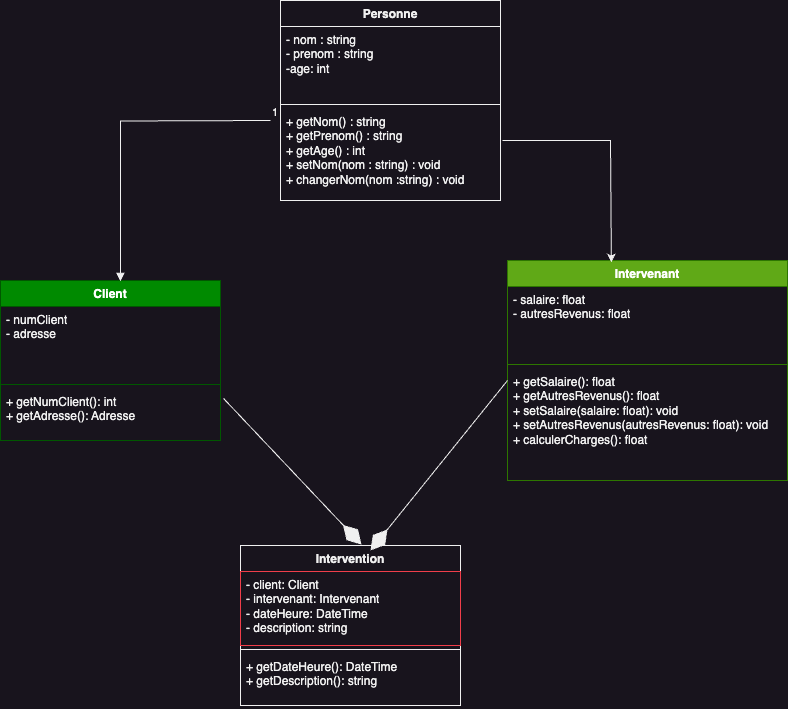 Personne
- nom : string
- prenom : string
-age: int
1
+ getNom() : string
+ getPrenom() : string
+ getAge() : int
+ setNom(nom : string) : void
+ changerNom(nom :string) : void
Client
- numClient
- adresse
+ getNumClient(): int
+ getAdresse(): Adresse
Intervenant
- salaire: float
- autresRevenus: float
+ getSalaire(): float
+ getAutresRevenus(): float
+ setSalaire(salaire: float): void
+ setAutresRevenus(autresRevenus: float): void
+ calculerCharges(): float
Intervention
- client: Client
- intervenant: Intervenant
- dateHeure: DateTime
- description: string
+ getDateHeure(): DateTime
+ getDescription(): string